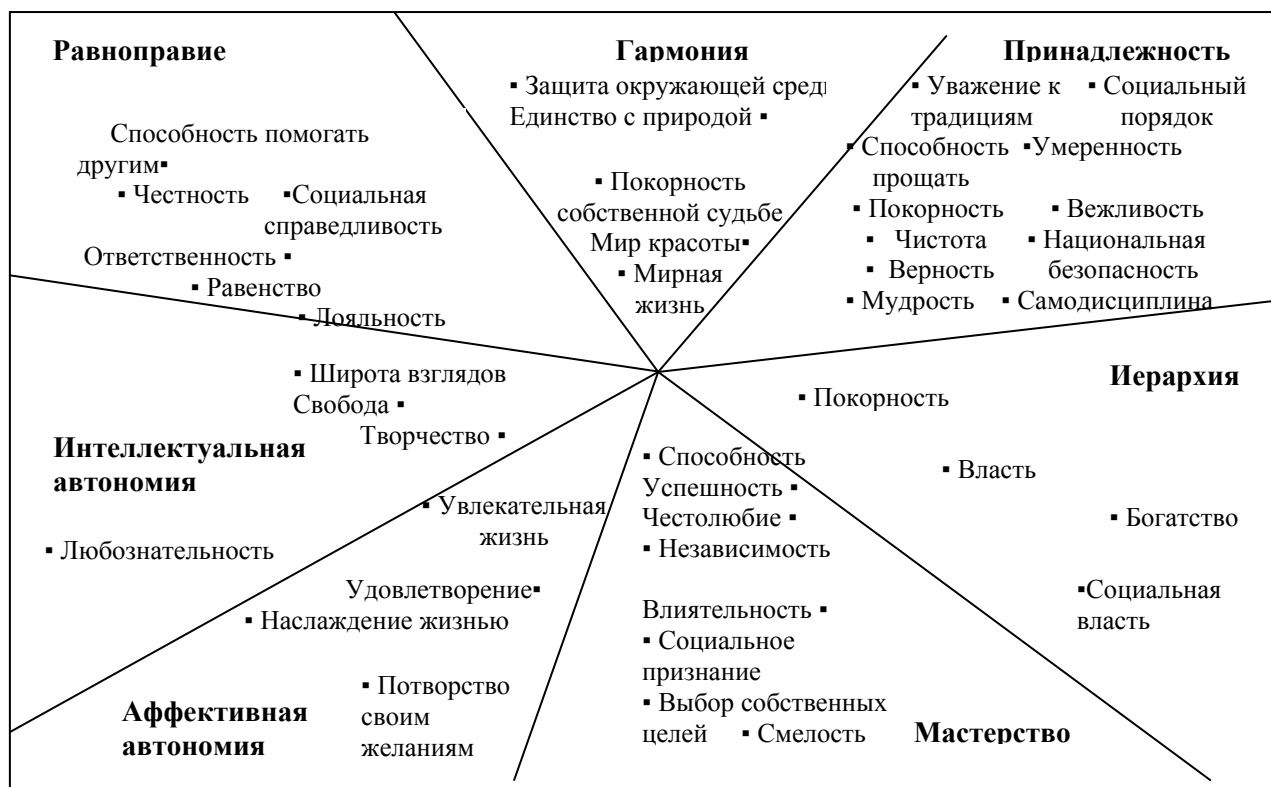 Равноправие
Способность помогать
другим▪
▪ Честность
▪Социальная
справедливость
Ответственность ▪
▪ Равенство
▪ Лояльность
Гармония
▪ Защита окружающей среды
Единство с природой ▪
▪ Покорность
собственной судьбе
Мир красоты▪
▪ Мирная
жизнь
Принадлежность
▪ Уважение к
традициям
▪ Социальный
порядок
▪ Способность
прощать
▪Умеренность
▪ Покорность
▪ Вежливость
▪ Чистота
▪ Национальная
безопасность
▪ Верность
▪ Мудрость
▪ Самодисциплина
Иерархия
▪ Покорность
▪ Власть
▪ Богатство
▪Социальная
власть
Интеллектуальная
автономия
▪ Широта взглядов
Свобода ▪
Творчество ▪
▪ Любознательность
Аффективная
автономия
▪ Увлекательная
жизнь
Удовлетворение▪
▪ Наслаждение жизнью
▪ Потворство
своим
желаниям
▪ Способность
Успешность ▪
Честолюбие ▪
▪ Независимость
Влиятельность ▪
▪ Социальное
признание
▪ Выбор собственных
целей ▪ Смелость
Мастерство